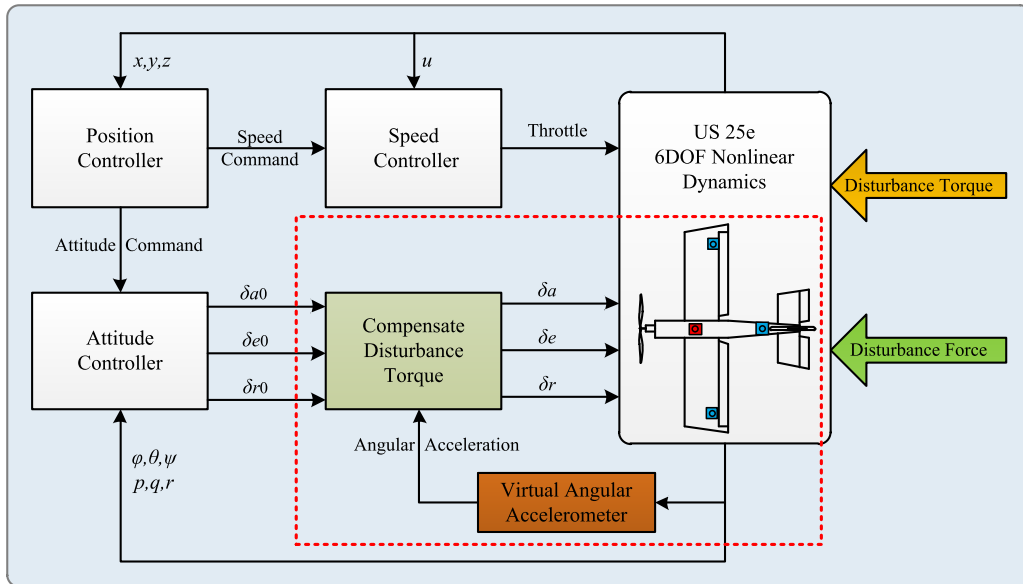 x,y,z
u
Position
Controller
Speed
Command
Speed
Controller
Throttle
US 25e
6DOF Nonlinear
Dynamics
Disturbance Torque
Attitude Command
Attitude
Controller
δa0
δe0
δr0
Compensate
Disturbance
Torque
δa
δe
δr
Disturbance Force
Angular Acceleration
φ,θ,ψ
p,q,r
Virtual Angular
Accelerometer